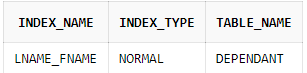 INDEX_NAME INDEX_TYPE TABLE_NAME
LNAME_FNAME NORMAL DEPENDANT